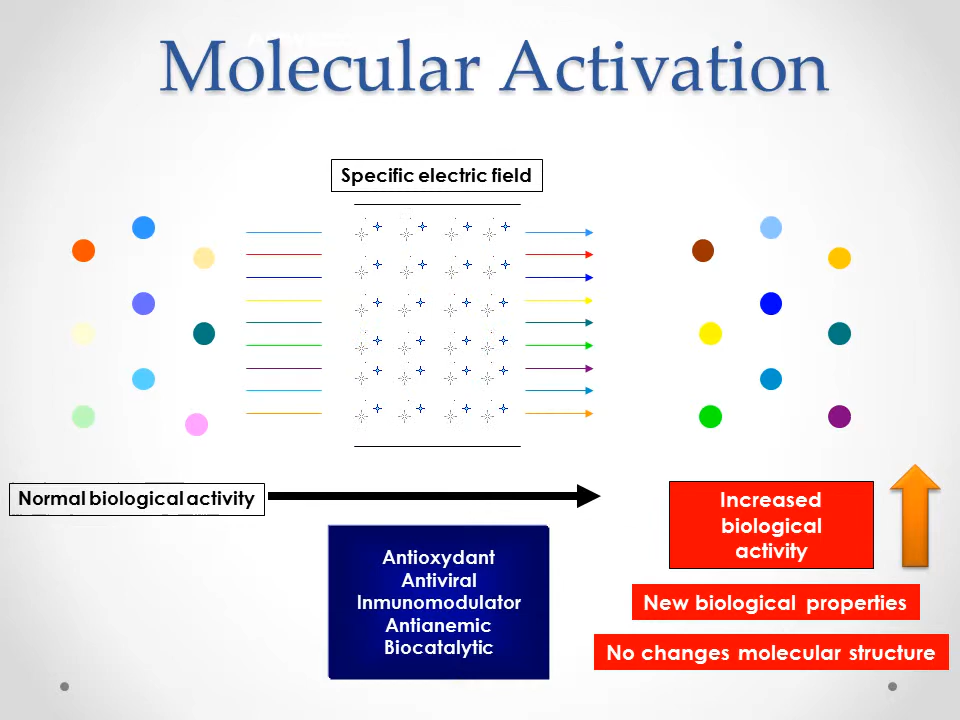 Molecular Activation
Specific electric field
Normal biological activity
Increased
biological
activity
Antioxydant
Antiviral
Inmunomodulator
Antianemic
Biocatalytic
New biological properties
No changes molecular structure